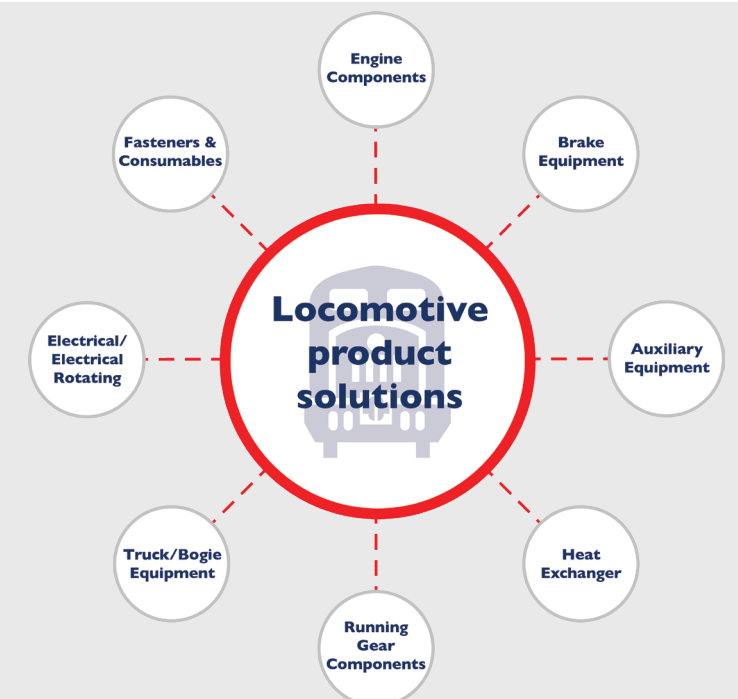 Engine
Components
Fasteners &
Consumables
Brake
Equipment
Locomotive
product
solutions
Electrical/
Electrical
Rotating
Auxiliary
Equipment
Truck/Bogie
Equipment
Heat
Exchanger
Running
Gear
Components